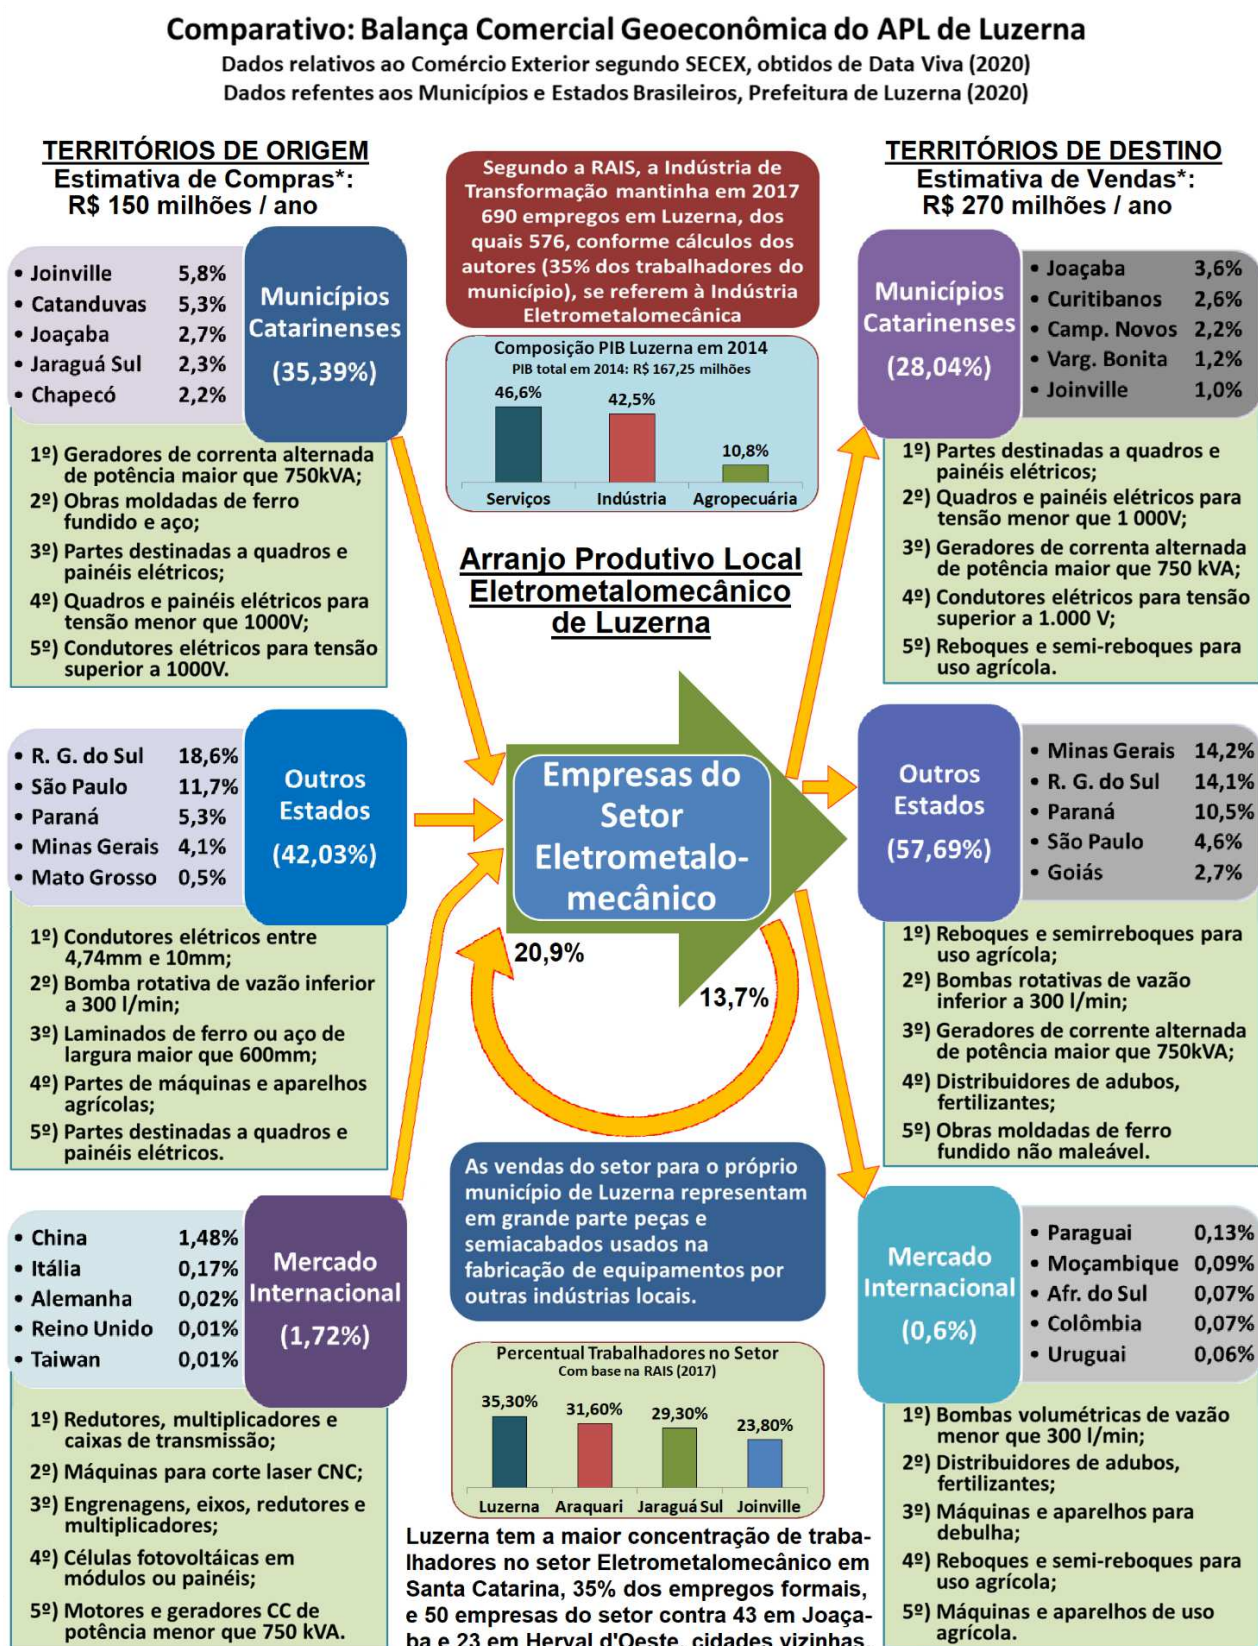 Comparativo: Balança Comercial Geoeconômica do APL de Luzerna
Dados relativos ao Comércio Exterior segundo SECEX, obtidos de Data Viva (2020)
Dados referentes aos Municípios e Estados Brasileiros, Prefeitura de Luzerna (2020)
TERRITÓRIOS DE ORIGEM
Estimativa de Compras*:
R$ 150 milhões / ano
• Joinville 5,8%
• Catanduvas 5,3%
• Joaçaba 2,7%
• Jaraguá Sul 2,3%
• Chapecó 2,2%
Municípios
Catarinenses
(35,39%)
1º) Geradores de correnta alternada
de potência maior que 750kVA;
2º) Obras moldadas de ferro
fundido e aço;
3º) Partes destinadas a quadros e
painéis elétricos;
4º) Quadros e painéis elétricos para
tensão menor que 1000V;
5º) Condutores elétricos para tensão
superior a 1000V.
• R. G. do Sul 18,6%
• São Paulo 11,7%
• Paraná 5,3%
• Minas Gerais 4,1%
• Mato Grosso 0,5%
Outros
Estados
(42,03%)
1º) Condutores elétricos entre
4,74mm e 10mm;
2º) Bomba rotativa de vazão inferior
a 300 l/min;
3º) Laminados de ferro ou aço de
largura maior que 600mm;
4º) Partes de máquinas e aparelhos
agrícolas;
5º) Partes destinadas a quadros e
painéis elétricos.
• China 1,48%
• Itália 0,17%
• Alemanha 0,02%
• Reino Unido 0,01%
• Taiwan 0,01%
Mercado
Internacional
(1,72%)
1º) Redutores, multiplicadores e
caixas de transmissão;
2º) Máquinas para corte laser CNC;
3º) Engrenagens, eixos, redutores e
multiplicadores;
4º) Células fotovoltáicas em
módulos ou painéis;
5º) Motores e geradores CC de
potência menor que 750 kVA.
Segundo a RAIS, a Indústria de
Transformação mantinha em 2017
690 empregos em Luzerna, dos
quais 576, conforme cálculos dos
autores (35% dos trabalhadores do
município), se referem à Indústria
Eletrometalomecânica
Composição PIB Luzerna em 2014
PIB total em 2014: R$ 167,25 milhões
46,6% 42,5% 10,8%
Serviços Indústria Agropecuária
Arranjo Produtivo Local
Eletrometalomecânico
de Luzerna
Empresas do
Setor
Eletrometalo-
mecânico
20,9%
13,7%
As vendas do setor para o próprio
município de Luzerna representam
em grande parte peças e
semiacabados usados na
fabricação de equipamentos por
outras indústrias locais.
Percentual Trabalhadores no Setor
Com base na RAIS (2017)
35,30% 31,60% 29,30% 23,80%
Luzerna Araquari Jaraguá Sul Joinville
Luzerna tem a maior concentração de traba-
lhadores no setor Eletrometalomecânico em
Santa Catarina, 35% dos empregos formais,
e 50 empresas do setor contra 43 em Joaça-
ba e 23 em Herval d'Oeste, cidades vizinhas.
TERRITÓRIOS DE DESTINO
Estimativa de Vendas*:
R$ 270 milhões / ano
Municípios
Catarinenses
(28,04%)
• Joaçaba 3,6%
• Curitibanos 2,6%
• Camp. Novos 2,2%
• Varg. Bonita 1,2%
• Joinville 1,0%
1º) Partes destinadas a quadros e
painéis elétricos;
2º) Quadros e painéis elétricos para
tensão menor que 1 000V;
3º) Geradores de correnta alternada
de potência maior que 750 kVA;
4º) Condutores elétricos para tensão
superior a 1.000 V;
5º) Reboques e semi-reboques para
uso agrícola.
Outros
Estados
(57,69%)
• Minas Gerais 14,2%
• R. G. do Sul 14,1%
• Paraná 10,5%
• São Paulo 4,6%
• Goiás 2,7%
1º) Reboques e semirreboques para
uso agrícola;
2º) Bombas rotativas de vazão
inferior a 300 l/min;
3º) Geradores de corrente alternada
de potência maior que 750kVA;
4º) Distribuidores de adubos,
fertilizantes;
5º) Obras moldadas de ferro
fundido não maleável.
Mercado
Internacional
(0,6%)
• Paraguai 0,13%
• Moçambique 0,09%
• Afr. do Sul 0,07%
• Colômbia 0,07%
• Uruguai 0,06%
1º) Bombas volumétricas de vazão
menor que 300 l/min;
2º) Distribuidores de adubos,
fertilizantes;
3º) Máquinas e aparelhos para
debulha;
4º) Reboques e semi-reboques para
uso agrícola;
5º) Máquinas e aparelhos de uso
agrícola.